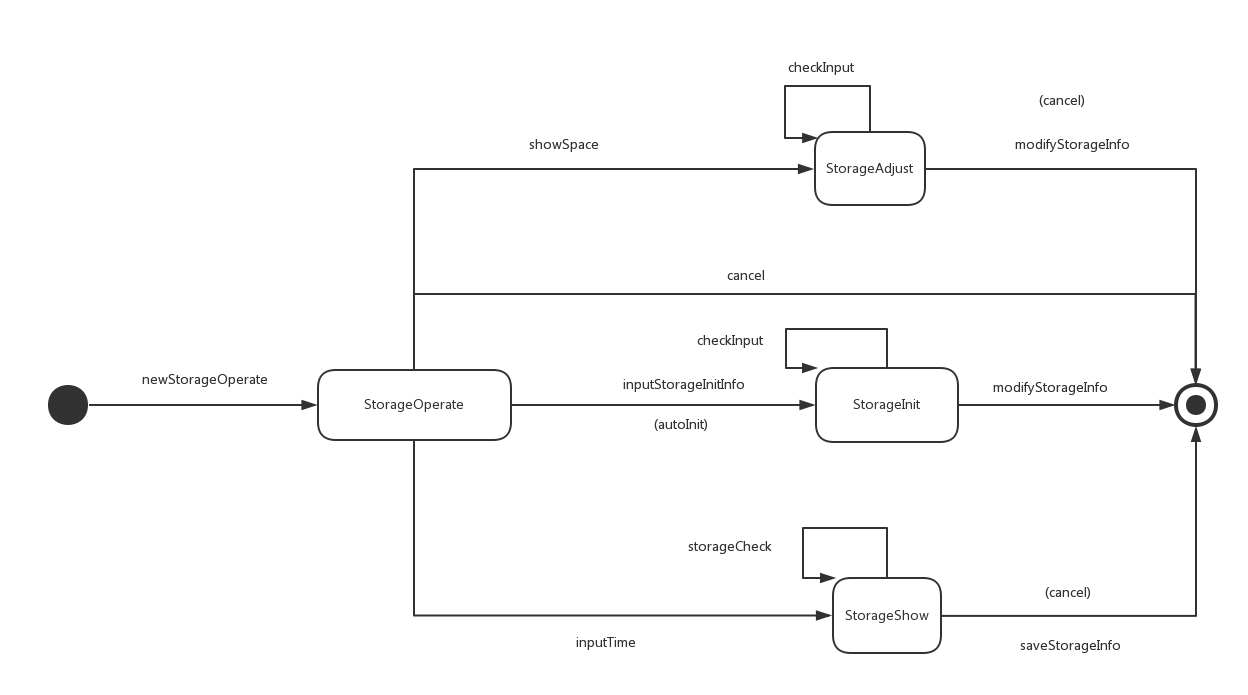 checkInput
(cancel)
showSpace
modifyStorageInfo
StorageAdjust
cancel
checkInput
newStorageOperate
inputStorageInitInfo
modifyStorageInfo
StorageOperate
StorageInit
(autoInit)
storageCheck
(cancel)
StorageShow
inputTime
saveStorageInfo